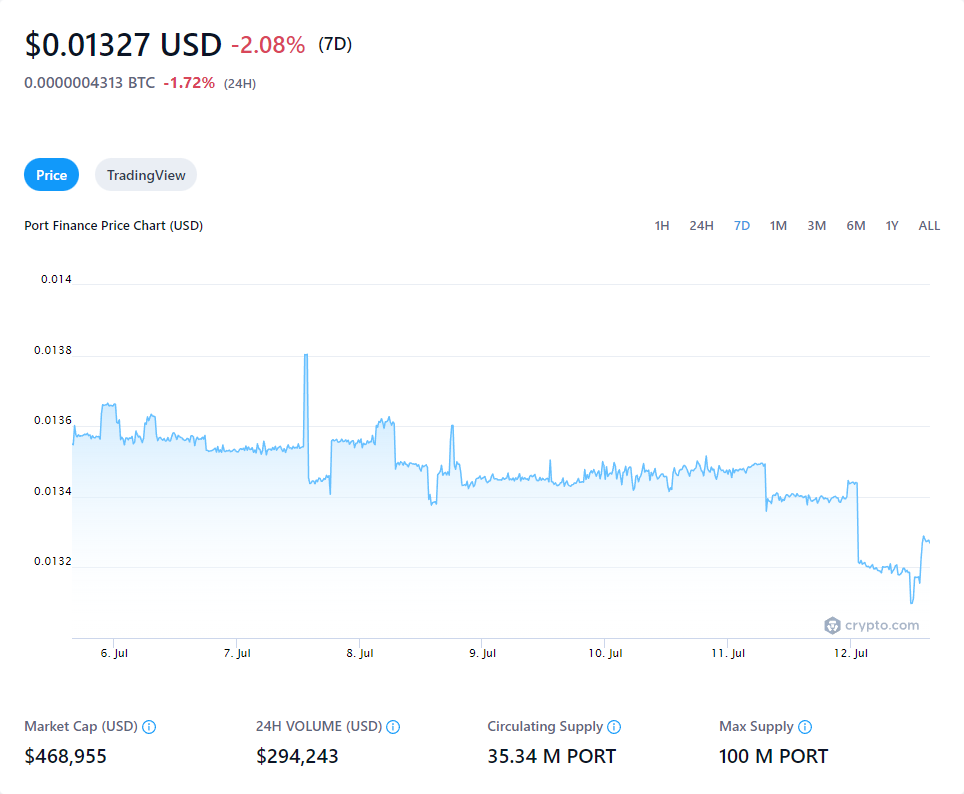 $0.01327 USD -2.08% (7D)
0.0000004313 BTC -1.72% (24H)
Price TradingView
Port Finance Price Chart (USD) 1H 24H 7D 1M 3M 6M 1Y ALL
0.014
0.0138
0.0136
0.0134
0.0132
crypto.com
6. Jul 7. Jul 8. Jul 9. Jul 10. Jul 11. Jul 12. Jul
Market Cap (USD) 24H VOLUME (USD) Circulating Supply Max Supply
$468,955 $294,243 35.34 M PORT 100 M PORT